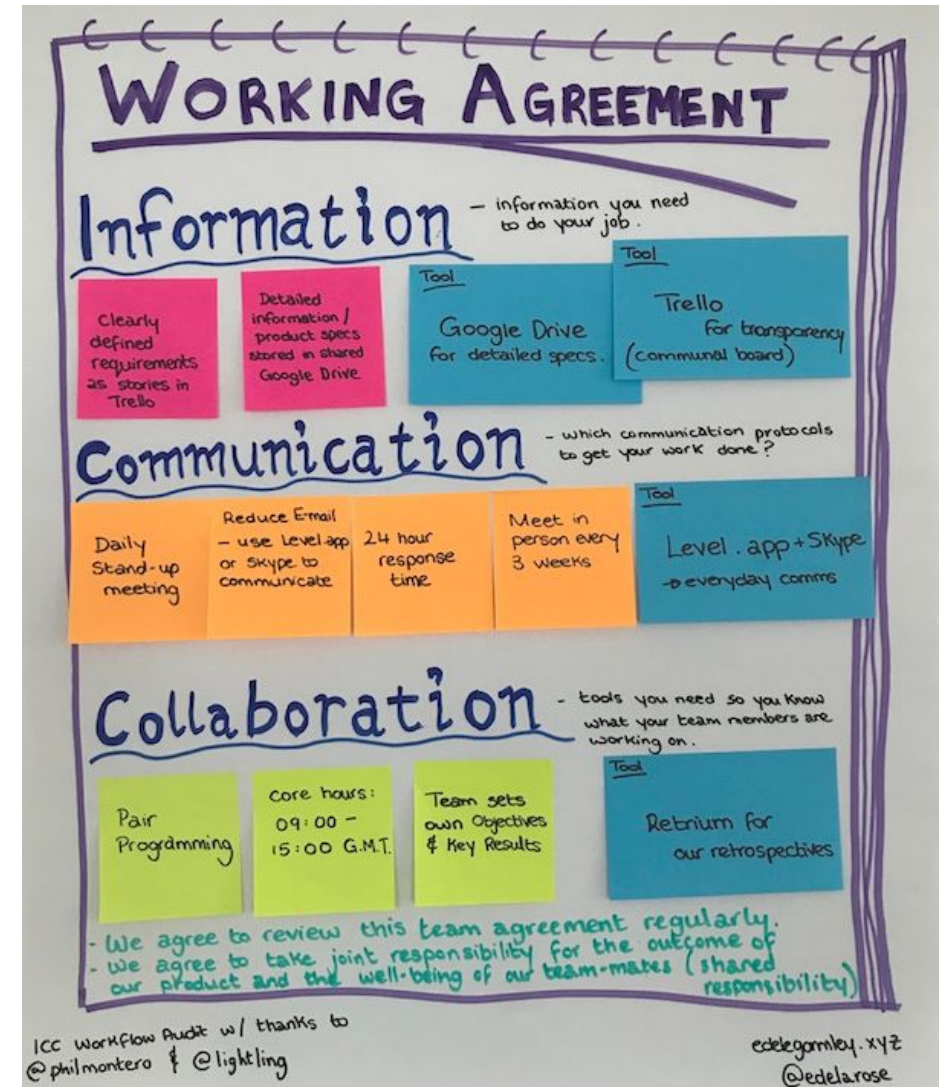 WORKING AGREEMENT
Information
- information you need
to do your job.
Clearly
defined
requirements
as stories in
Trello
Detailed
information/
product specs
stored in shared
Google Drive
Tool
Google Drive
for detailed specs.
Tool
Trello
for transparency
(communal board)
Communication
- which communication protocols
to get your work done?
Daily
Stand-up
meeting
Reduce E-mail
- use Level.app
or Skype to
communicate
24 hour
response
time
Meet in
person every
3 weeks
Tool
Level.app + Skype
→ everyday comms
Collaboration
- tools you need so you know
what your team members are
working on.
Pair
Programming
Core hours:
09:00 -
15:00 G.M.T.
Team sets
own Objectives
& Key Results
Tool
Retrium for
our retrospectives
- We agree to review this team agreement regularly.
- We agree to take joint responsibility for the outcome of
our product and the well-being of our team-mates (shared
responsibility)
ICC Workflow Audit w/ thanks to
@philmontero & @lightling
edelegormley.xyz
@edelarose